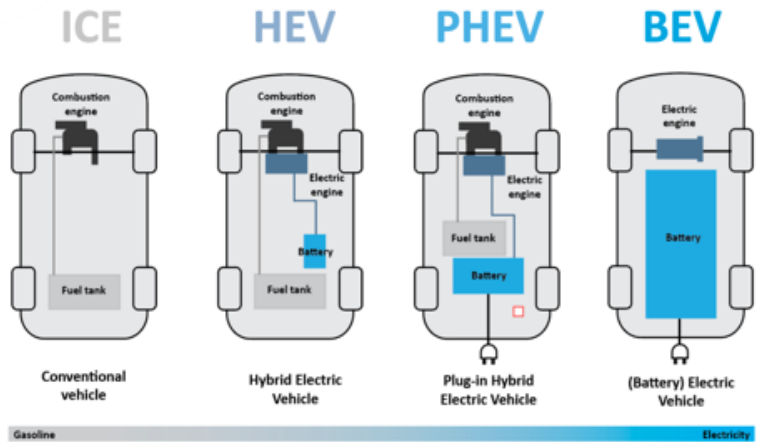 ICE
HEV
PHEV
BEV
Combustion
engine
Fuel tank
Combustion
engine
Electric
engine
Battery
Fuel tank
Combustion
engine
Electric
engine
Fuel tank
Battery
Electric
engine
Battery
Conventional
vehicle
Hybrid Electric
Vehicle
Plug-in Hybrid
Electric Vehicle
(Battery) Electric
Vehicle
Gasoline
Electricity